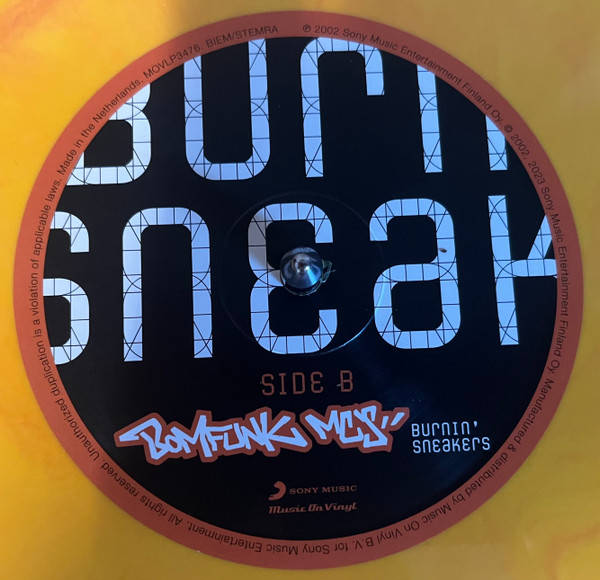 BURN
SNEAK
SIDE B
BOMFUNK MC'S
BURNIN'
SNEAKERS
SONY MUSIC
Music On Vinyl
℗ 2002 Sony Music Entertainment Finland Oy. © 2002, 2023 Sony Music Entertainment Finland Oy. Manufactured & distributed by Music On Vinyl B.V. for Sony Music Entertainment. All rights reserved. Unauthorized duplication is a violation of applicable laws. Made in the Netherlands. MOVLP3476. BIEM/STEMRA